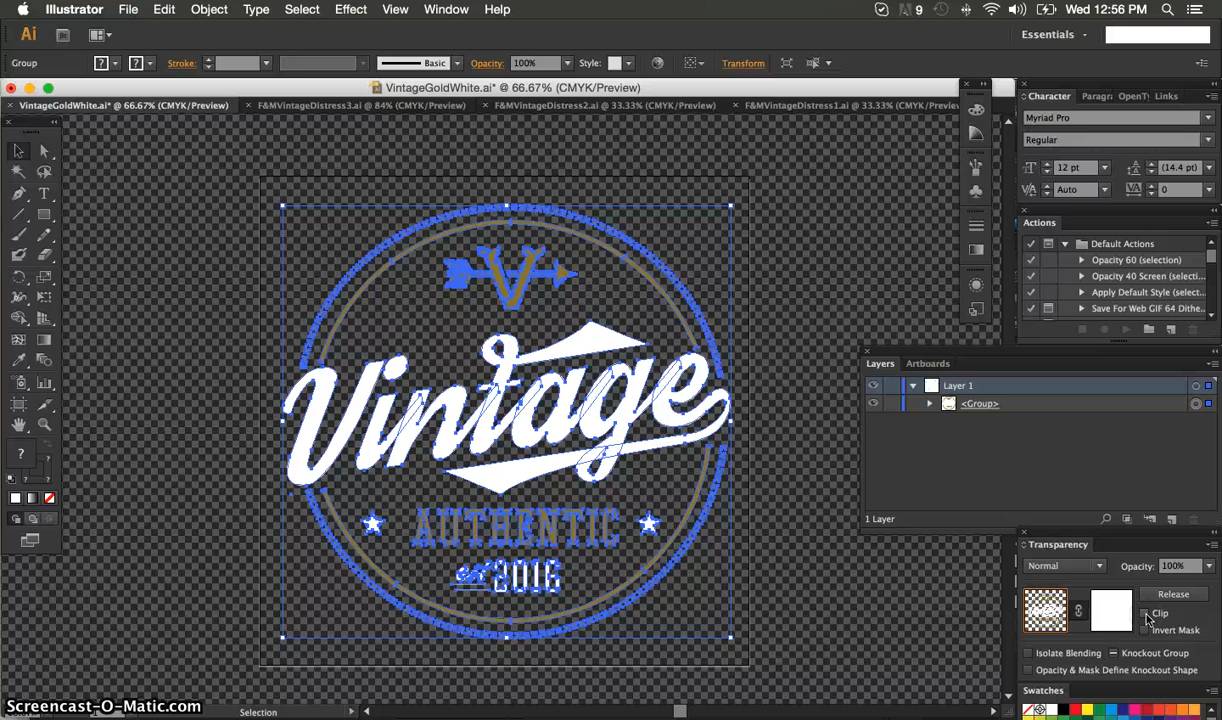 Illustrator File Edit Object Type Select Effect View Window Help
9 Wed 12:56 PM
Ai Essentials
Group ? ? Stroke: Basic Opacity: 100% Style: Transform
VintageGoldWhite.ai* @ 66.67% (CMYK/Preview)
VintageGoldWhite.ai* @ 66.67% (CMYK/Preview) F&MVintageDistress3.ai @ 84% (CMYK/Preview) F&MVintageDistress2.ai @ 33.33% (CMYK/Preview) F&MVintageDistress1.ai @ 33.33% (CMYK/Preview)
Character Paragra OpenTy Links
Myriad Pro
Regular
12 pt (14.4 pt)
Auto 0
Actions
Default Actions
Opacity 60 (selection)
Opacity 40 Screen (selecti...
Apply Default Style (select...
Save For Web GIF 64 Dithe...
V
Vintage
AUTHENTIC
est 2016
?
Layers Artboards
Layer 1
<Group>
1 Layer
Transparency
Normal Opacity: 100%
Release
Clip
Invert Mask
Isolate Blending Knockout Group
Opacity & Mask Define Knockout Shape
Swatches
Screencast-O-Matic.com
Selection